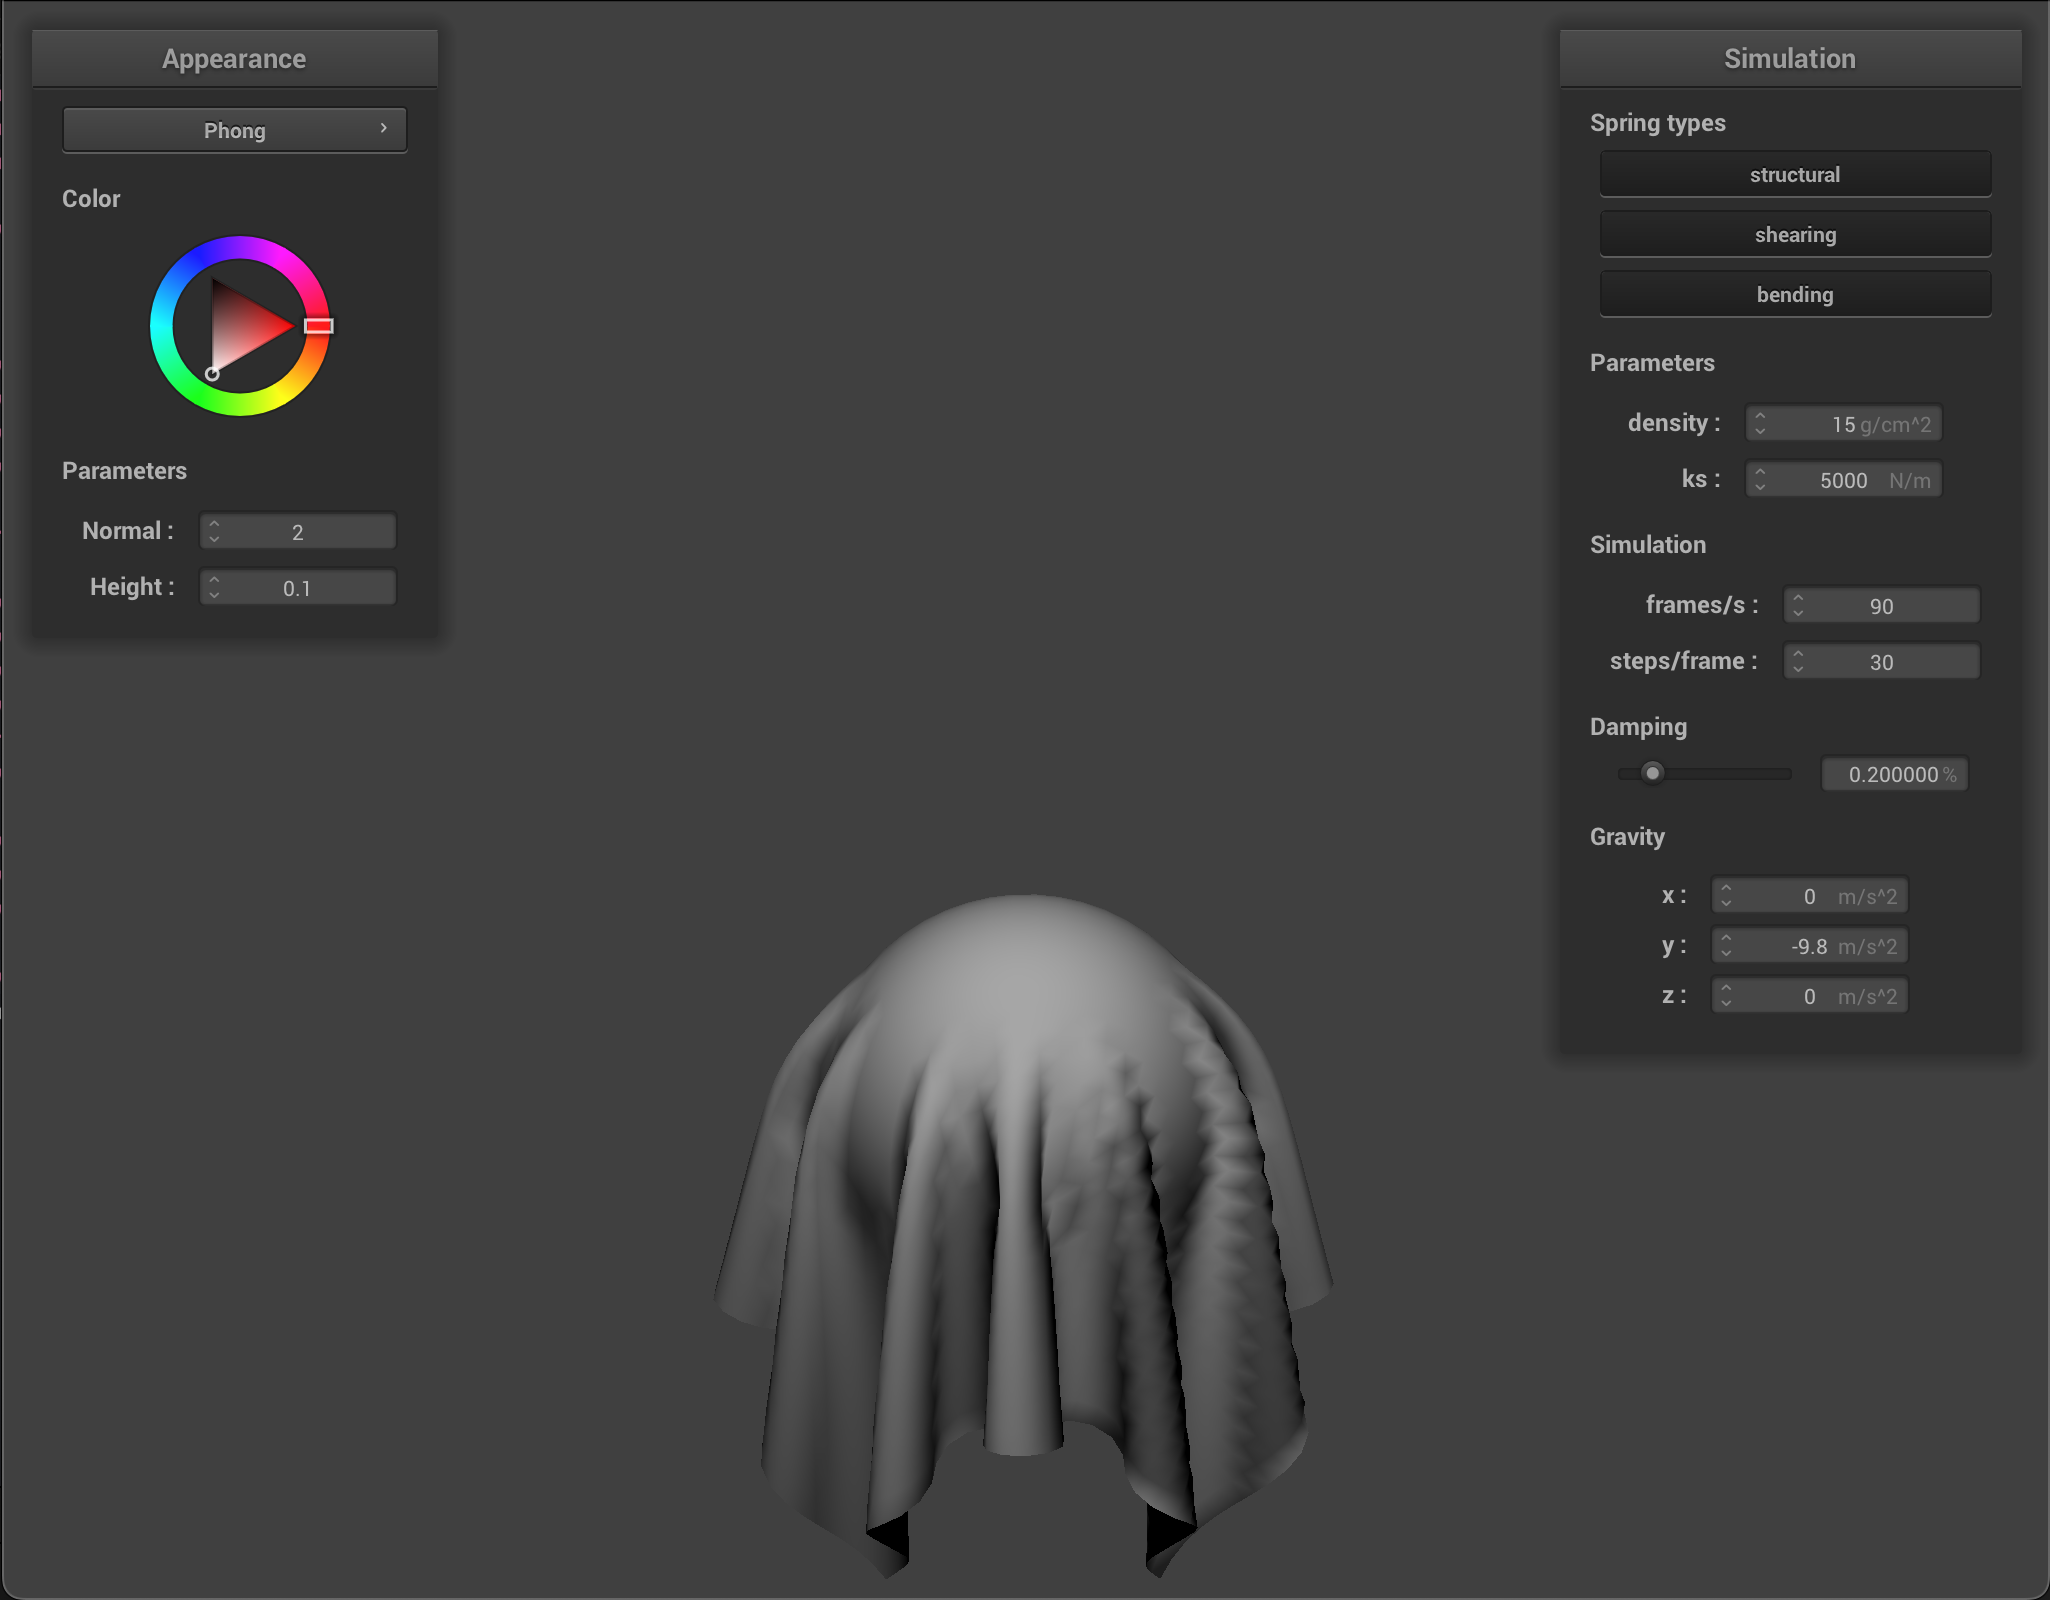 Appearance
Phong
Color
Parameters
Normal : 2
Height : 0.1
Simulation
Spring types
structural
shearing
bending
Parameters
density : 15 g/cm^2
ks : 5000 N/m
Simulation
frames/s : 90
steps/frame : 30
Damping
0.200000 %
Gravity
x : 0 m/s^2
y : -9.8 m/s^2
z : 0 m/s^2